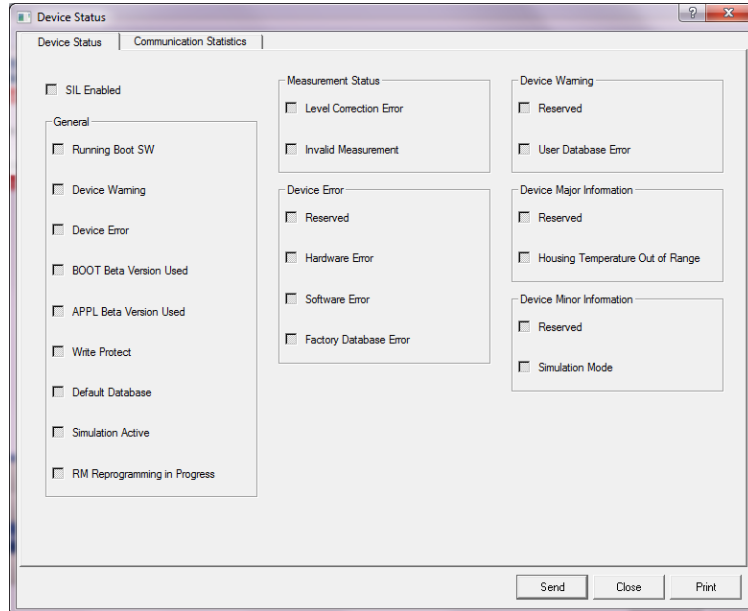 Device Status
?
Device Status
Communication Statistics
SIL Enabled
General
Running Boot SW
Device Warning
Device Error
BOOT Beta Version Used
APPL Beta Version Used
Write Protect
Default Database
Simulation Active
RM Reprogramming in Progress
Measurement Status
Level Correction Error
Invalid Measurement
Device Error
Reserved
Hardware Error
Software Error
Factory Database Error
Device Warning
Reserved
User Database Error
Device Major Information
Reserved
Housing Temperature Out of Range
Device Minor Information
Reserved
Simulation Mode
Send
Close
Print